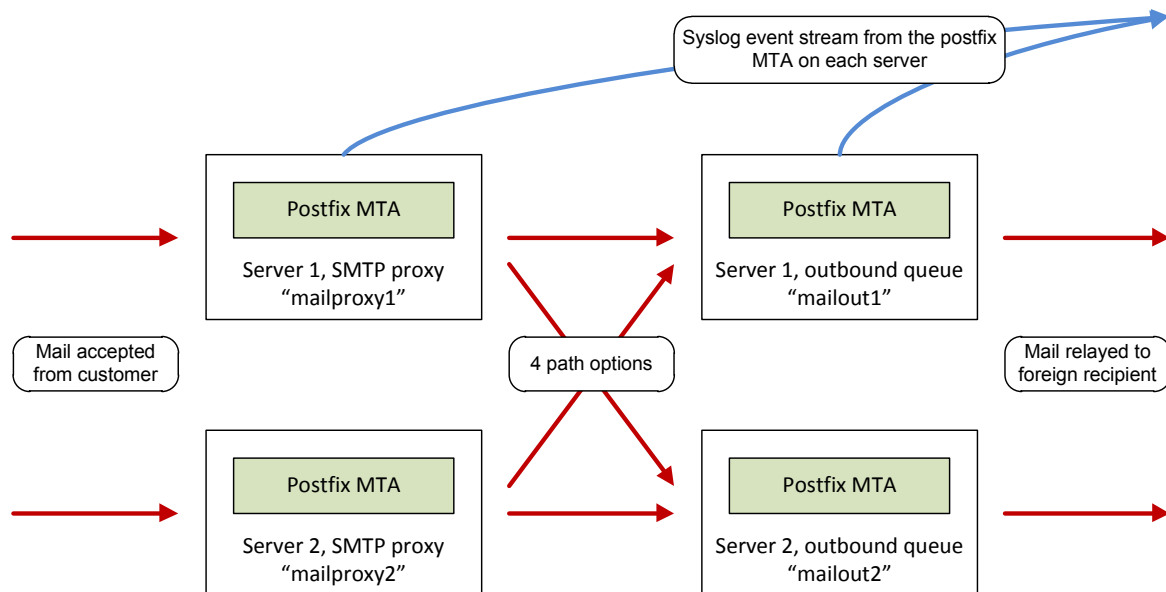 Syslog event stream from the postfix
MTA on each server
Postfix MTA
Server 1, SMTP proxy
“mailproxy1”
Postfix MTA
Server 1, outbound queue
“mailout1”
Mail accepted
from customer
4 path options
Mail relayed to
foreign recipient
Postfix MTA
Server 2, SMTP proxy
“mailproxy2”
Postfix MTA
Server 2, outbound queue
“mailout2”